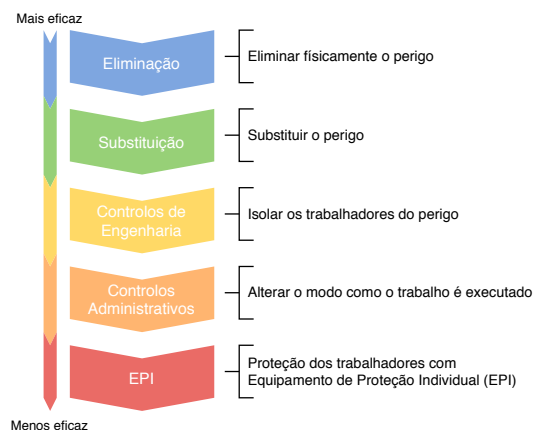 Mais eficaz
Eliminação
Eliminar físicamente o perigo
Substituição
Substituir o perigo
Controlos de
Engenharia
Isolar os trabalhadores do perigo
Controlos
Administrativos
Alterar o modo como o trabalho é executado
EPI
Proteção dos trabalhadores com
Equipamento de Proteção Individual (EPI)
Menos eficaz